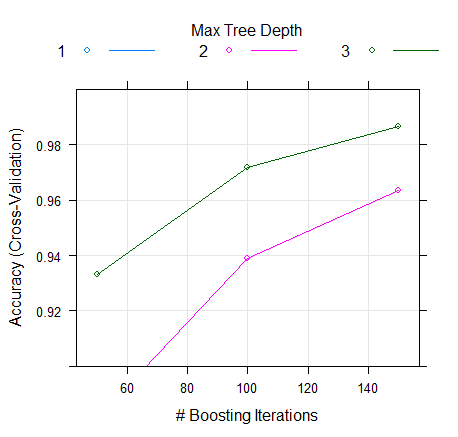 Max Tree Depth
1 2 3
Accuracy (Cross-Validation)
0.98
0.96
0.94
0.92
60 80 100 120 140
# Boosting Iterations